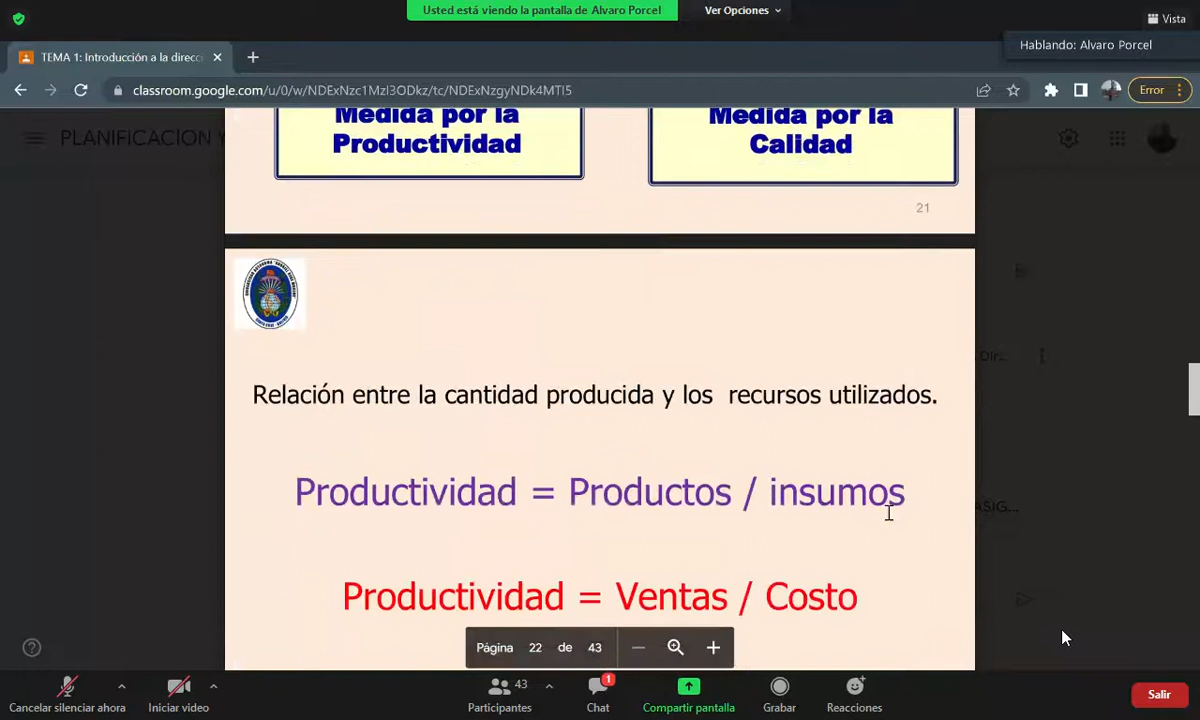 Usted está viendo la pantalla de Alvaro Porcel
Ver Opciones
Vista
Hablando: Alvaro Porcel
TEMA 1: Introducción a la direcc
classroom.google.com/u/0/w/NDExNzc1MzI3ODkz/tc/NDExNzgyNDk4MTI5
Error
PLANIFICACION Y
Medida por la
Productividad
Medida por la
Calidad
21
Relación entre la cantidad producida y los recursos utilizados.
Productividad = Productos / insumos
Productividad = Ventas / Costo
Dir...
ASIG...
Página 22 de 43
Cancelar silenciar ahora
Iniciar video
43
Participantes
1
Chat
Compartir pantalla
Grabar
Reacciones
Salir